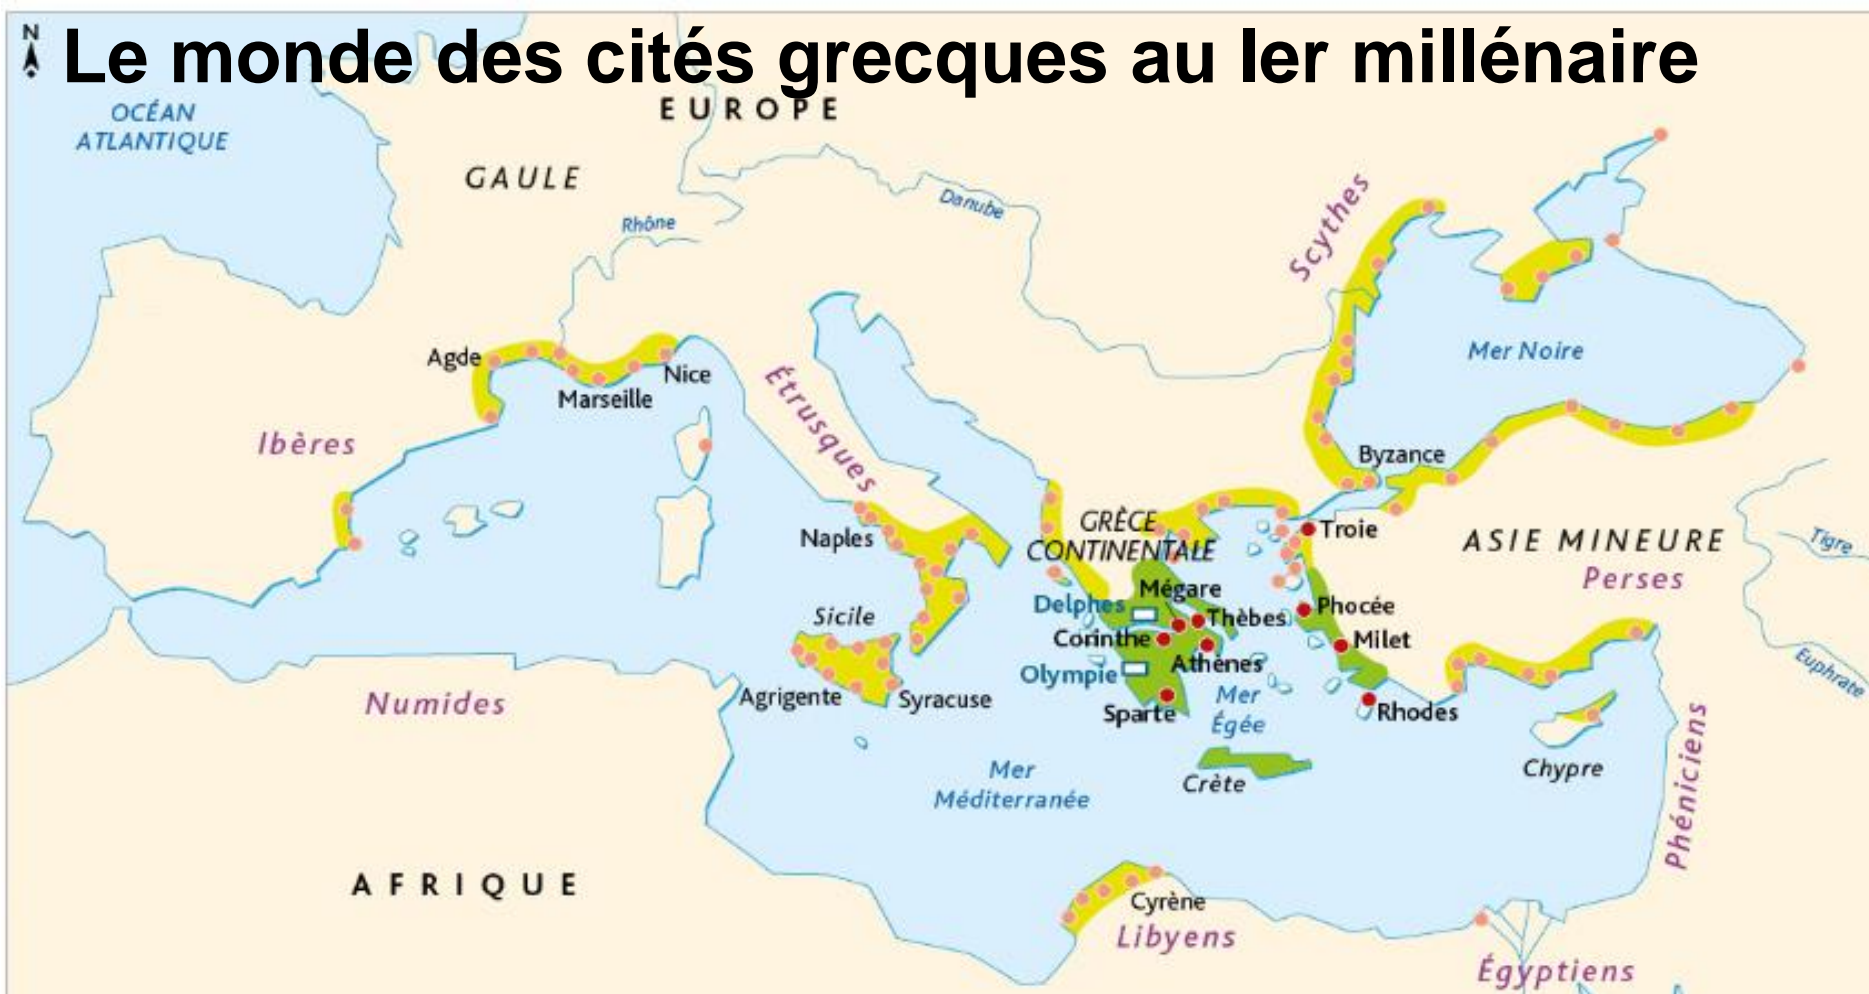 N
Le monde des cités grecques au Ier millénaire
EUROPE
OCÉAN
ATLANTIQUE
GAULE
Rhône
Danube
Scythes
Mer Noire
Agde
Nice
Marseille
Étrusques
Ibères
Byzance
Naples
GRÈCE
CONTINENTALE
Troie
ASIE MINEURE
Perses
Tigre
Euphrate
Sicile
Delphes
Mégare
Thèbes
Corinthe
Athènes
Olympie
Sparte
Phocée
Milet
Mer
Égée
Rhodes
Numides
Agrigente
Syracuse
Crète
Chypre
Phéniciens
Mer
Méditerranée
AFRIQUE
Cyrène
Libyens
Égyptiens